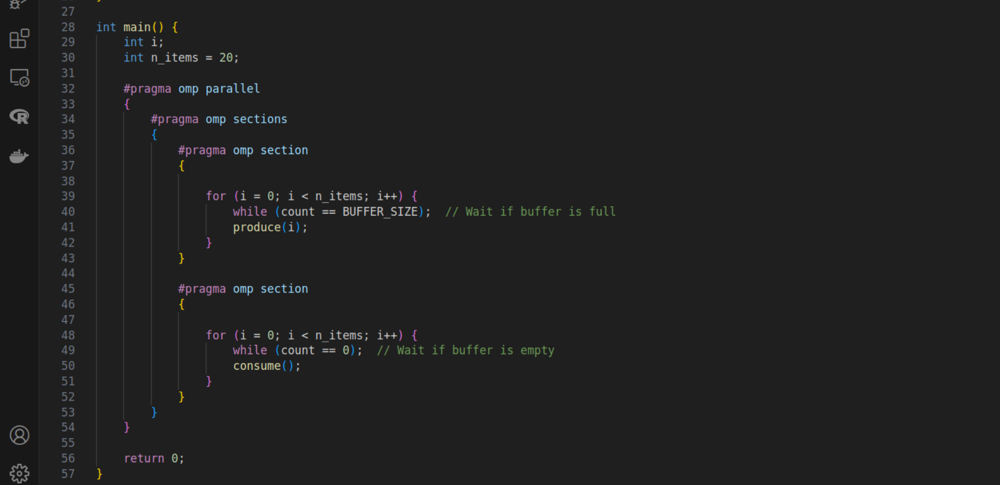 27
28 int main() {
29 int i;
30 int n_items = 20;
31
32 #pragma omp parallel
33 {
34 #pragma omp sections
35 {
36 #pragma omp section
37 {
38
39 for (i = 0; i < n_items; i++) {
40 while (count == BUFFER_SIZE); // Wait if buffer is full
41 produce(i);
42 }
43 }
44
45 #pragma omp section
46 {
47
48 for (i = 0; i < n_items; i++) {
49 while (count == 0); // Wait if buffer is empty
50 consume();
51 }
52 }
53 }
54 }
55
56 return 0;
57 }